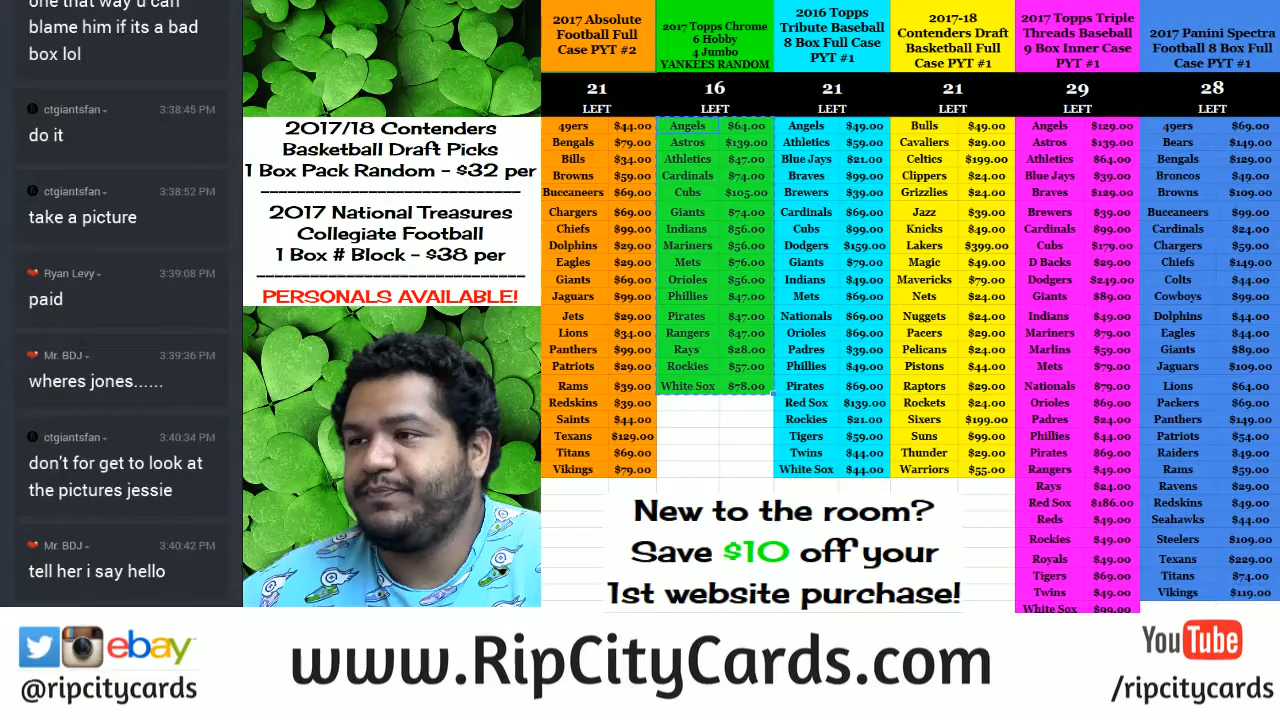 one that way u can
blame him if its a bad
box lol
ctgiantsfan 3:38:45 PM
do it
ctgiantsfan 3:38:52 PM
take a picture
Ryan Levy 3:39:08 PM
paid
Mr. BDJ 3:39:36 PM
wheres jones......
ctgiantsfan 3:40:34 PM
don't for get to look at
the pictures jessie
Mr. BDJ 3:40:42 PM
tell her i say hello
2017/18 Contenders
Basketball Draft Picks
1 Box Pack Random - $32 per
2017 National Treasures
Collegiate Football
1 Box # Block - $38 per
PERSONALS AVAILABLE!
2017 Absolute
Football Full
Case PYT #2
21
LEFT
49ers $44.00
Bengals $79.00
Bills $34.00
Browns $59.00
Buccaneers $69.00
Chargers $69.00
Chiefs $99.00
Dolphins $29.00
Eagles $29.00
Giants $69.00
Jaguars $99.00
Jets $29.00
Lions $34.00
Panthers $99.00
Patriots $29.00
Rams $39.00
Redskins $39.00
Saints $44.00
Texans $129.00
Titans $69.00
Vikings $79.00
2017 Topps Chrome
6 Hobby
4 Jumbo
YANKEES RANDOM
16
LEFT
Angels $64.00
Astros $139.00
Athletics $47.00
Cardinals $74.00
Cubs $105.00
Giants $74.00
Indians $56.00
Mariners $56.00
Mets $76.00
Orioles $56.00
Phillies $47.00
Pirates $47.00
Rangers $47.00
Rays $28.00
Rockies $57.00
White Sox $78.00
2016 Topps
Tribute Baseball
8 Box Full Case
PYT #1
21
LEFT
Angels $49.00
Athletics $59.00
Blue Jays $21.00
Braves $99.00
Brewers $39.00
Cardinals $69.00
Cubs $99.00
Dodgers $159.00
Giants $79.00
Indians $49.00
Mets $69.00
Nationals $69.00
Orioles $69.00
Padres $39.00
Phillies $49.00
Pirates $69.00
Red Sox $139.00
Rockies $21.00
Tigers $59.00
Twins $44.00
White Sox $44.00
2017-18
Contenders Draft
Basketball Full
Case PYT #1
21
LEFT
Bulls $49.00
Cavaliers $29.00
Celtics $199.00
Clippers $24.00
Grizzlies $24.00
Jazz $39.00
Knicks $49.00
Lakers $399.00
Magic $49.00
Mavericks $79.00
Nets $24.00
Nuggets $24.00
Pacers $29.00
Pelicans $24.00
Pistons $44.00
Raptors $29.00
Rockets $24.00
Sixers $199.00
Suns $99.00
Thunder $29.00
Warriors $55.00
2017 Topps Triple
Threads Baseball
9 Box Inner Case
PYT #1
29
LEFT
Angels $129.00
Astros $139.00
Athletics $64.00
Blue Jays $39.00
Braves $129.00
Brewers $39.00
Cardinals $99.00
Cubs $179.00
D Backs $29.00
Dodgers $249.00
Giants $89.00
Indians $49.00
Mariners $79.00
Marlins $59.00
Mets $79.00
Nationals $79.00
Orioles $69.00
Padres $24.00
Phillies $44.00
Pirates $69.00
Rangers $49.00
Rays $24.00
Red Sox $186.00
Reds $49.00
Rockies $49.00
Royals $49.00
Tigers $69.00
Twins $49.00
White Sox $99.00
2017 Panini Spectra
Football 8 Box Full
Case PYT #1
28
LEFT
49ers $69.00
Bears $149.00
Bengals $129.00
Broncos $49.00
Browns $109.00
Buccaneers $99.00
Cardinals $24.00
Chargers $59.00
Chiefs $149.00
Colts $44.00
Cowboys $99.00
Dolphins $44.00
Eagles $44.00
Giants $89.00
Jaguars $109.00
Lions $64.00
Packers $69.00
Panthers $149.00
Patriots $54.00
Raiders $49.00
Rams $59.00
Ravens $29.00
Redskins $49.00
Seahawks $44.00
Steelers $109.00
Texans $229.00
Titans $74.00
Vikings $119.00
New to the room?
Save $10 off your
1st website purchase!
ebay
@ripcitycards
www.RipCityCards.com
YouTube
/ripcitycards